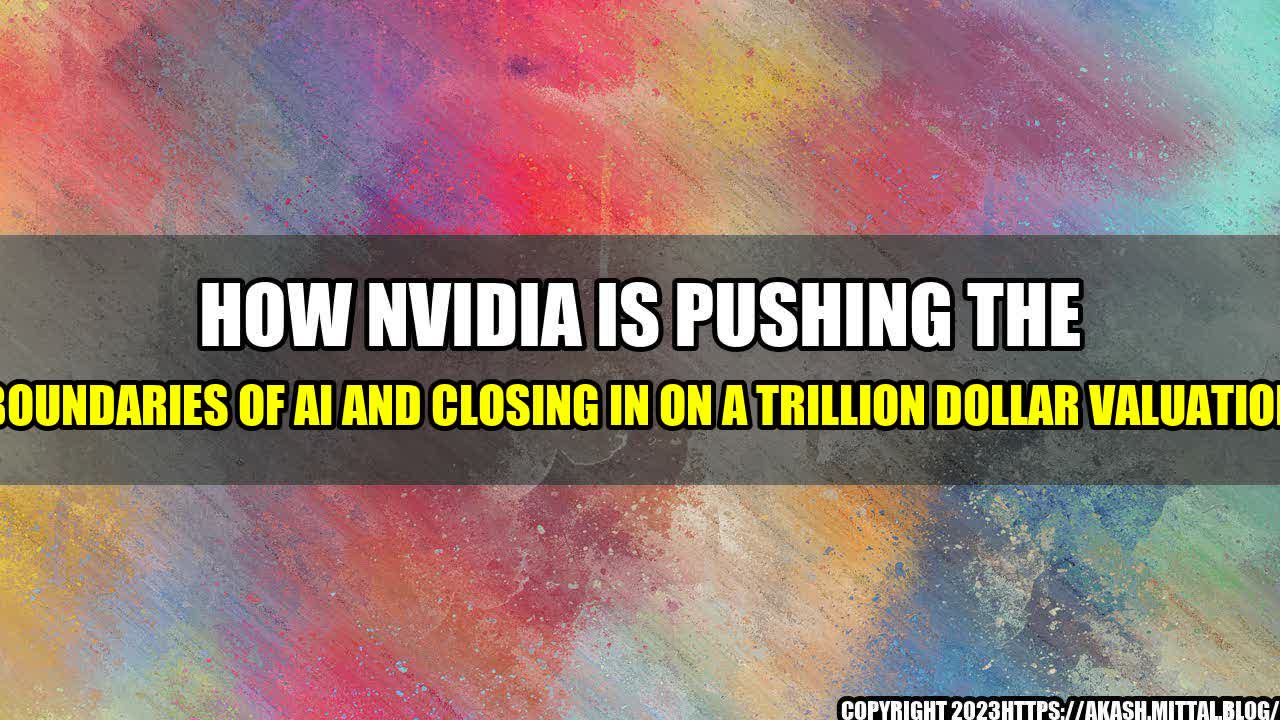 HOW NVIDIA IS PUSHING THE
BOUNDARIES OF AI AND CLOSING IN ON A TRILLION DOLLAR VALUATION
COPYRIGHT 2023HTTPS://AKASH.MITTAL.BLOG/